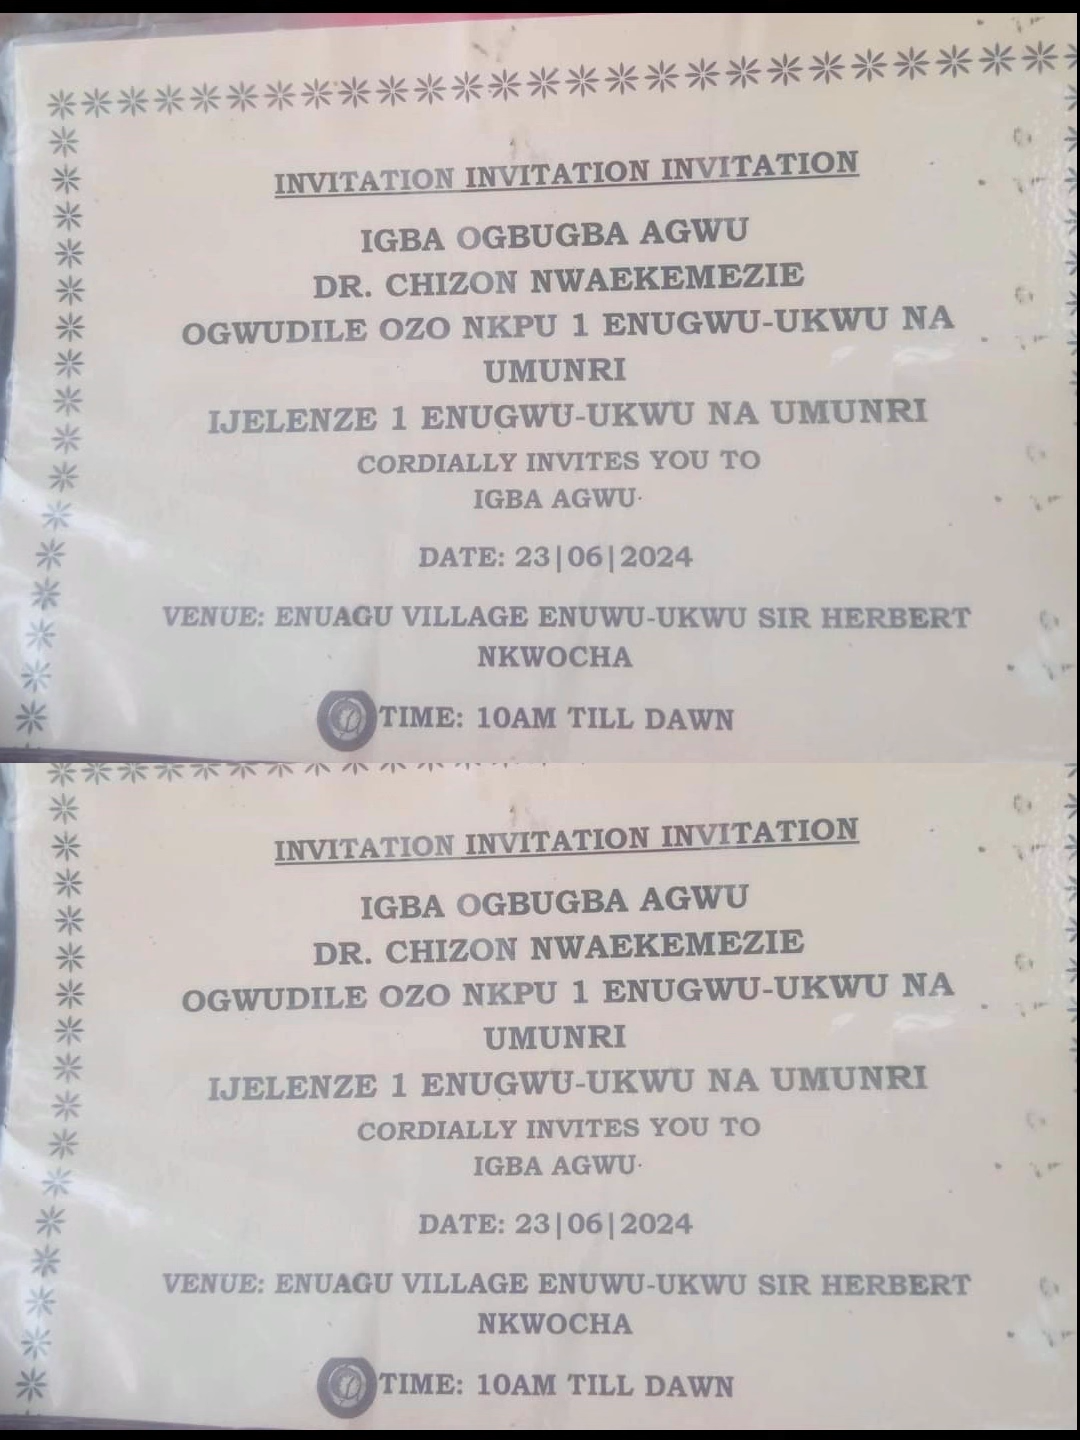 INVITATION INVITATION INVITATION
IGBA OGBUGBA AGWU
DR. CHIZON NWAEKEMEZIE
OGWUDILE OZO NKPU 1 ENUGWU-UKWU NA
UMUNRI
IJELENZE 1 ENUGWU-UKWU NA UMUNRI
CORDIALLY INVITES YOU TO
IGBA AGWU·
DATE: 23|06|2024
VENUE: ENUAGU VILLAGE ENUWU-UKWU SIR HERBERT
NKWOCHA
TIME: 10AM TILL DAWN
INVITATION INVITATION INVITATION
IGBA OGBUGBA AGWU
DR. CHIZON NWAEKEMEZIE
OGWUDILE OZO NKPU 1 ENUGWU-UKWU NA
UMUNRI
IJELENZE 1 ENUGWU-UKWU NA UMUNRI
CORDIALLY INVITES YOU TO
IGBA AGWU·
DATE: 23|06|2024
VENUE: ENUAGU VILLAGE ENUWU-UKWU SIR HERBERT
NKWOCHA
TIME: 10AM TILL DAWN